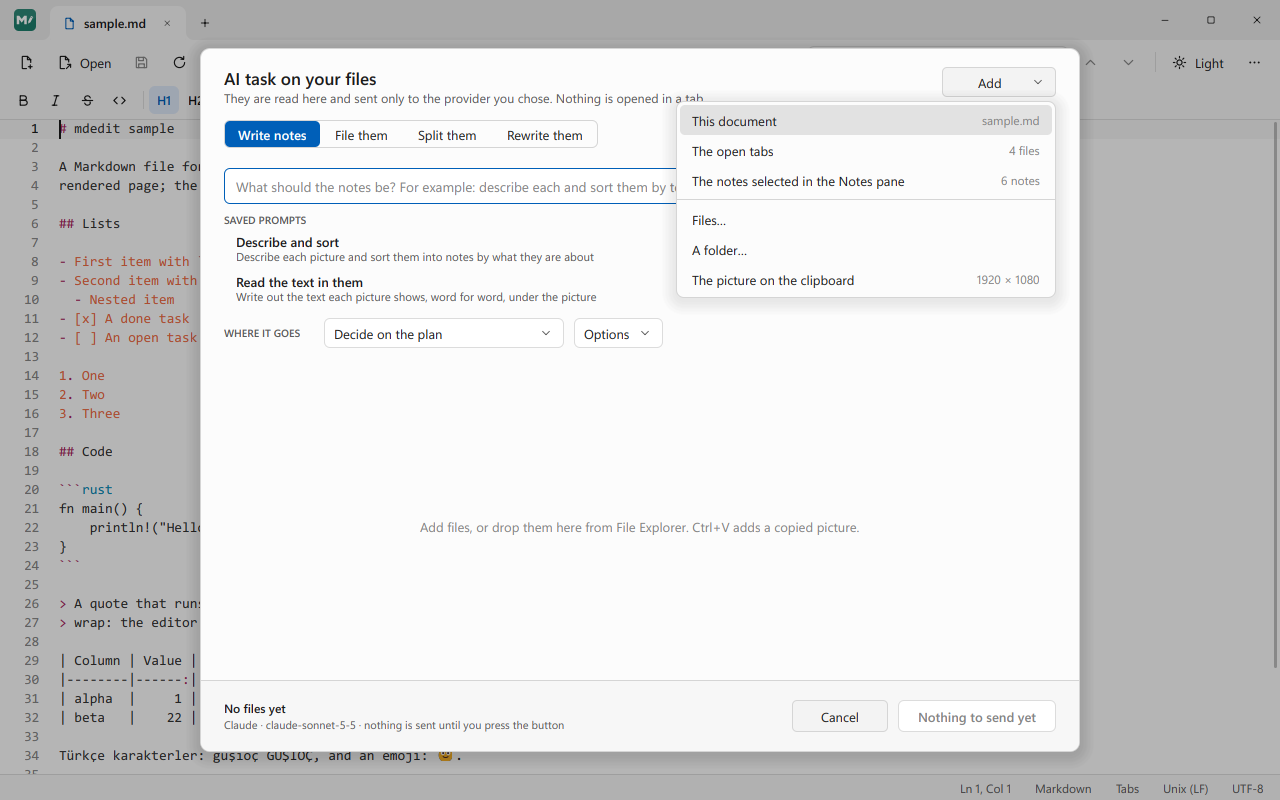 M
sample.md
Open
Light
B I S <> H1 H2
AI task on your files
They are read here and sent only to the provider you chose. Nothing is opened in a tab
Add
Write notes
File them
Split them
Rewrite them
What should the notes be? For example: describe each and sort them by
SAVED PROMPTS
Describe and sort
Describe each picture and sort them into notes by what they are about
Read the text in them
Write out the text each picture shows, word for word, under the picture
WHERE IT GOES
Decide on the plan
Options
This document sample.md
The open tabs 4 files
The notes selected in the Notes pane 6 notes
Files...
A folder...
The picture on the clipboard 1920 × 1080
Add files, or drop them here from File Explorer. Ctrl+V adds a copied picture.
No files yet
Claude · claude-sonnet-5-5 · nothing is sent until you press the button
Cancel
Nothing to send yet
1 # mdedit sample
2
3 A Markdown file for
4 rendered page; the
5
6 ## Lists
7
8 - First item with
9 - Second item with
10 - Nested item
11 - [x] A done task
12 - [ ] An open task
13
14 1. One
15 2. Two
16 3. Three
17
18 ## Code
19
20 ```rust
21 fn main() {
22 println!("Hello
23 }
24 ```
25
26 > A quote that runs
27 > wrap: the editor
28
29 | Column | Value |
30 |--------|------:|
31 | alpha | 1 |
32 | beta | 22 |
33
34 Türkçe karakterler: ğüşıöç ĞÜŞİÖÇ, and an emoji: 🙂.
35
Ln 1, Col 1
Markdown
Tabs
Unix (LF)
UTF-8